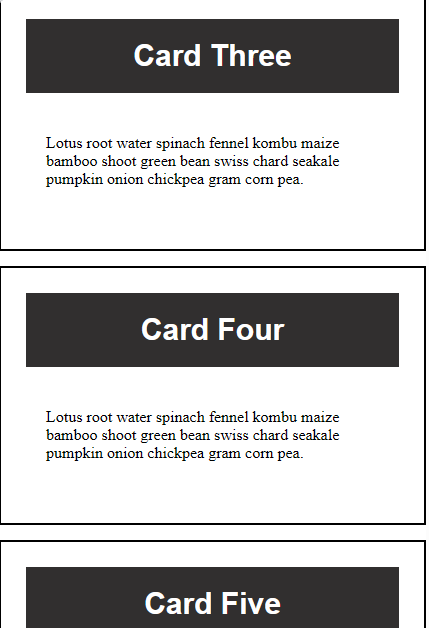 Card Three
Lotus root water spinach fennel kombu maize
bamboo shoot green bean swiss chard seakale
pumpkin onion chickpea gram corn pea.
Card Four
Lotus root water spinach fennel kombu maize
bamboo shoot green bean swiss chard seakale
pumpkin onion chickpea gram corn pea.
Card Five